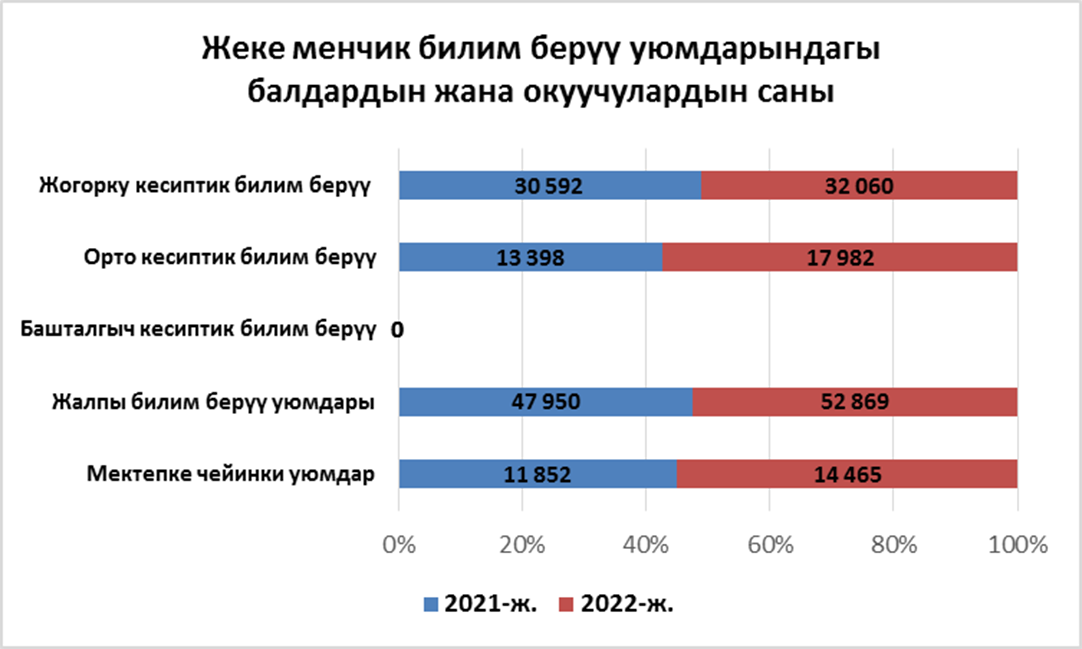 Жеке менчик билим берүү уюмдарындагы
балдардын жана окуучулардын саны
Жогорку кесиптик билим берүү 30 592 32 060
Орто кесиптик билим берүү 13 398 17 982
Башталгыч кесиптик билим берүү 0
Жалпы билим берүү уюмдары 47 950 52 869
Мектепке чейинки уюмдар 11 852 14 465
0% 20% 40% 60% 80% 100%
2021-ж. 2022-ж.